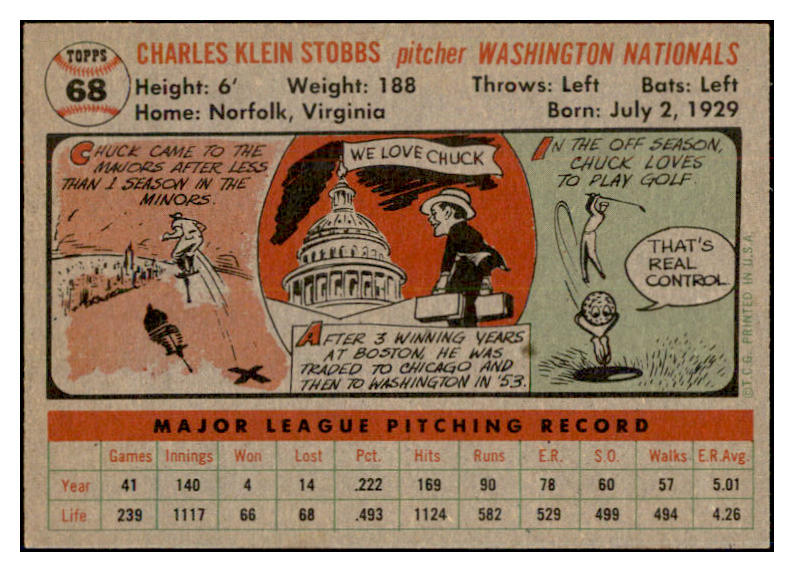 TOPPS
68
CHARLES KLEIN STOBBS pitcher WASHINGTON NATIONALS
Height: 6' Weight: 188 Throws: Left Bats: Left
Home: Norfolk, Virginia Born: July 2, 1929
CHUCK CAME TO THE
MAJORS AFTER LESS
THAN 1 SEASON IN THE
MINORS.
WE LOVE CHUCK
AFTER 3 WINNING YEARS
AT BOSTON, HE WAS
TRADED TO CHICAGO AND
THEN TO WASHINGTON IN '53.
IN THE OFF SEASON,
CHUCK LOVES
TO PLAY GOLF.
THAT'S
REAL
CONTROL
©T.C.G. PRINTED IN U.S.A.
MAJOR LEAGUE PITCHING RECORD
Games Innings Won Lost Pct. Hits Runs E.R. S.O. Walks E.R.Avg.
Year 41 140 4 14 .222 169 90 78 60 57 5.01
Life 239 1117 66 68 .493 1124 582 529 499 494 4.26